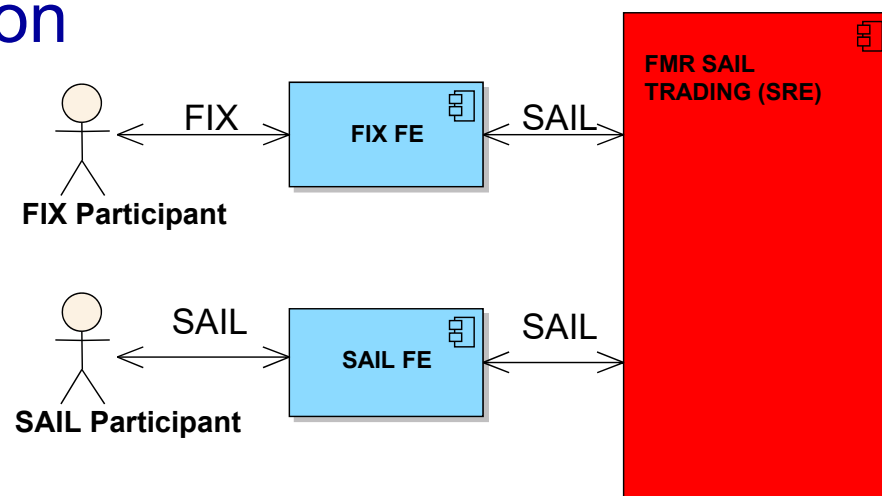 on
FMR SAIL
TRADING (SRE)
FIX
FIX FE
SAIL
FIX Participant
SAIL
SAIL FE
SAIL
SAIL Participant